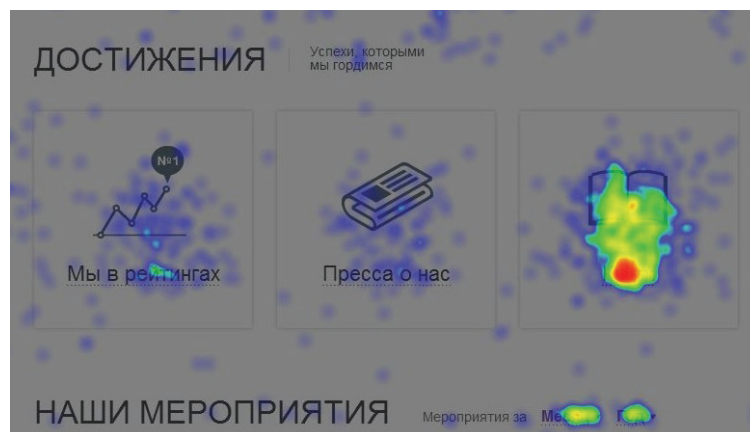 ДОСТИЖЕНИЯ
Успехи, которыми
мы гордимся
№1
Мы в рейтингах
Пресса о нас
НАШИ МЕРОПРИЯТИЯ
Мероприятия за